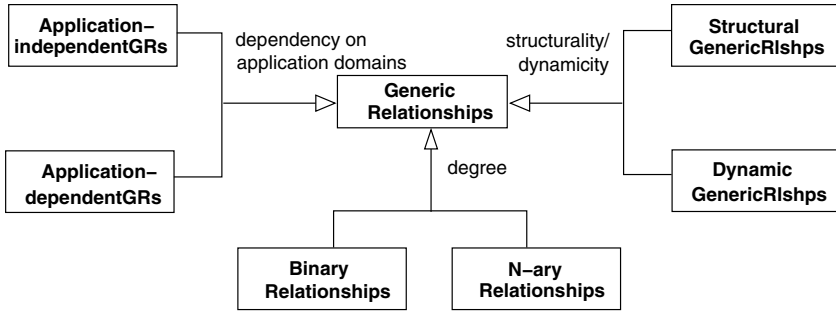 Application-
independentGRs
dependency on
application domains
structurality/
dynamicity
Structural
GenericRlshps
Generic
Relationships
Application-
dependentGRs
degree
Dynamic
GenericRlshps
Binary
Relationships
N-ary
Relationships